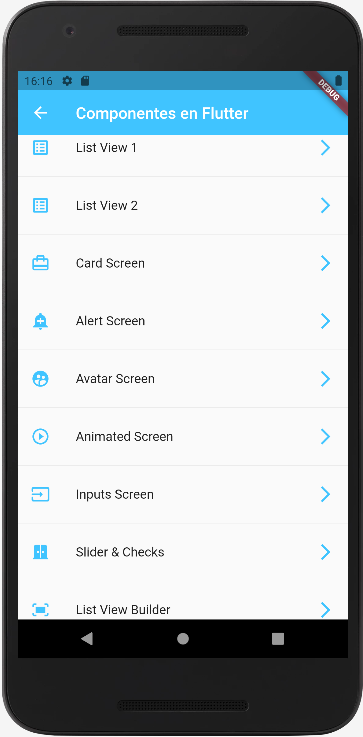 16:16
DEBUG
Componentes en Flutter
List View 1
List View 2
Card Screen
Alert Screen
Avatar Screen
Animated Screen
Inputs Screen
Slider & Checks
List View Builder